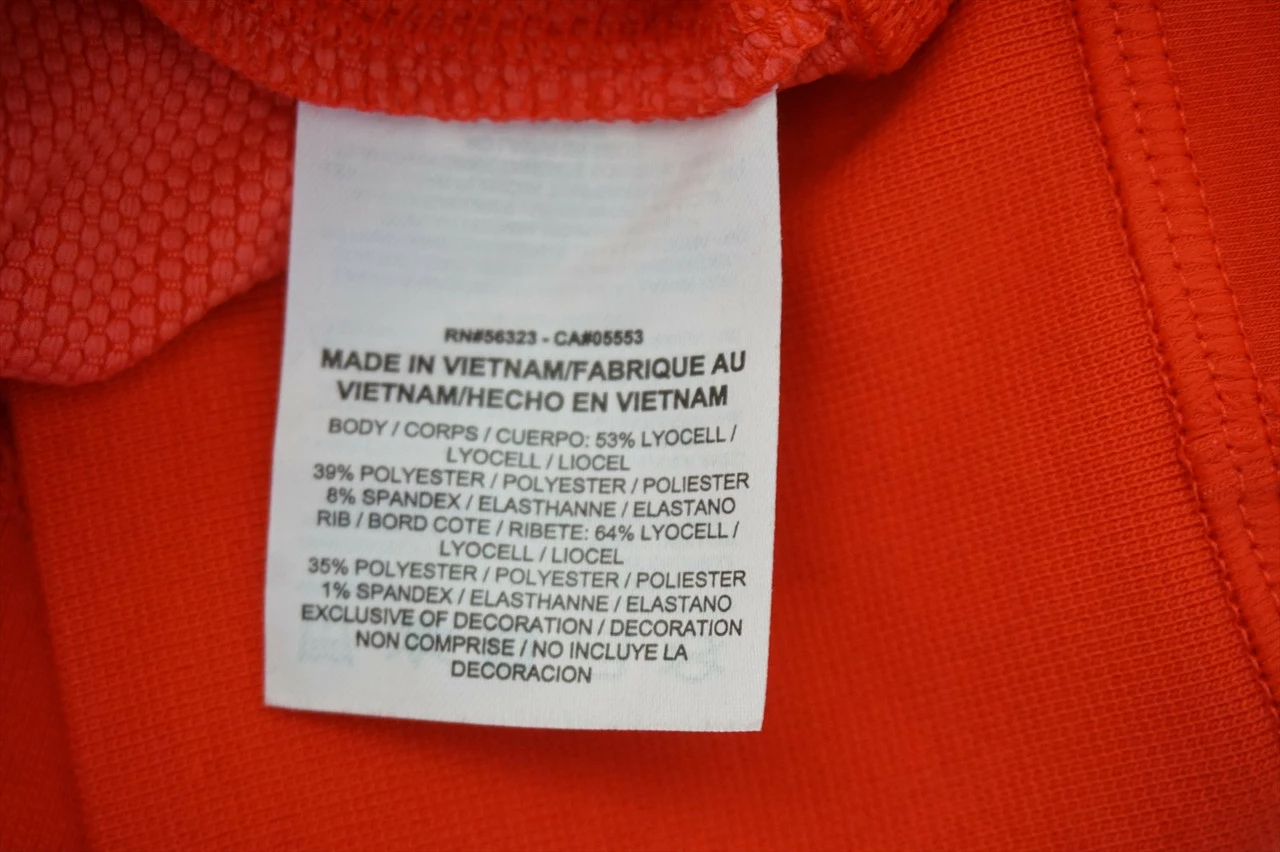 RN#56323 - CA#05553
MADE IN VIETNAM/FABRIQUE AU
VIETNAM/HECHO EN VIETNAM
BODY / CORPS / CUERPO: 53% LYOCELL /
LYOCELL / LIOCEL
39% POLYESTER / POLYESTER / POLIESTER
8% SPANDEX / ELASTHANNE / ELASTANO
RIB / BORD COTE / RIBETE: 64% LYOCELL /
LYOCELL / LIOCEL
35% POLYESTER / POLYESTER / POLIESTER
1% SPANDEX / ELASTHANNE / ELASTANO
EXCLUSIVE OF DECORATION / DECORATION
NON COMPRISE / NO INCLUYE LA
DECORACION